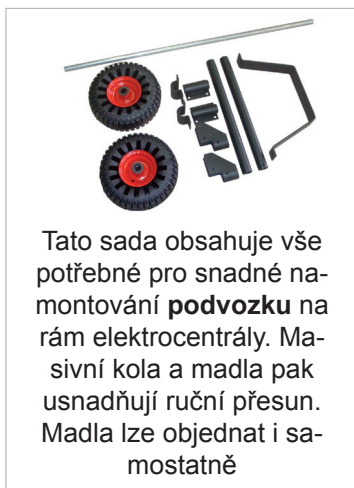 Tato sada obsahuje vše
potřebné pro snadné na-
montování podvozku na
rám elektrocentrály. Ma-
sivní kola a madla pak
usnadňují ruční přesun.
Madla lze objednat i sa-
mostatně